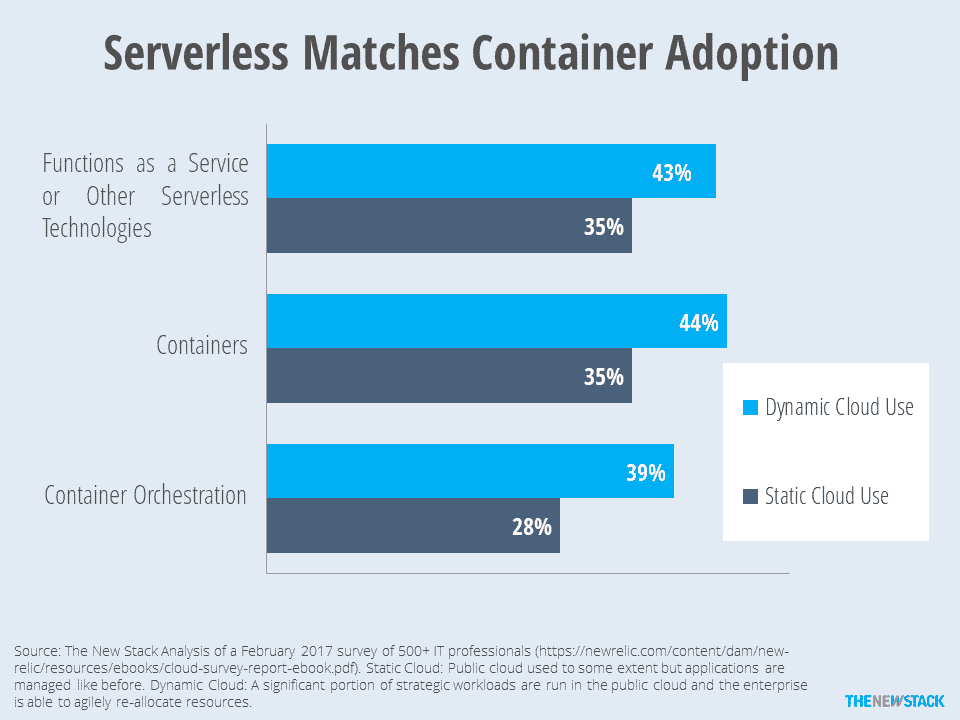 Serverless Matches Container Adoption
Functions as a Service
or Other Serverless
Technologies
43%
35%
Containers
44%
35%
Container Orchestration
39%
28%
Dynamic Cloud Use
Static Cloud Use
Source: The New Stack Analysis of a February 2017 survey of 500+ IT professionals (https://newrelic.com/content/dam/new-
relic/resources/ebooks/cloud-survey-report-ebook.pdf). Static Cloud: Public cloud used to some extent but applications are
managed like before. Dynamic Cloud: A significant portion of strategic workloads are run in the public cloud and the enterprise
is able to agilely re-allocate resources.
THENEWSTACK